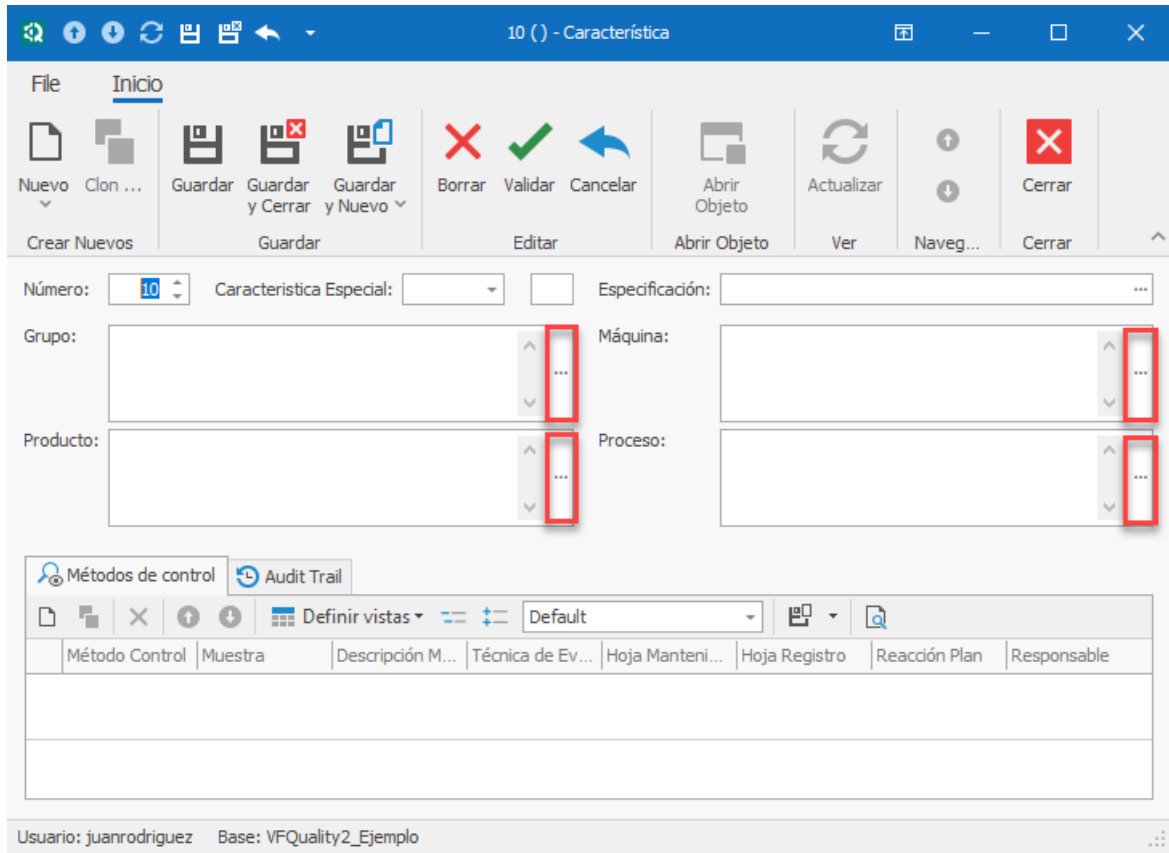 10 ( ) - Característica
File Inicio
Nuevo Clon ... Guardar Guardar y Cerrar Guardar y Nuevo Borrar Validar Cancelar Abrir Objeto Actualizar Cerrar
Crear Nuevos Guardar Editar Abrir Objeto Ver Naveg... Cerrar
Número: 10 Caracteristica Especial: Especificación: ...
Grupo: ... Máquina: ...
Producto: ... Proceso: ...
Métodos de control Audit Trail
Definir vistas Default
Método Control Muestra Descripción M... Técnica de Ev... Hoja Manteni... Hoja Registro Reacción Plan Responsable
Usuario: juanrodriguez Base: VFQuality2_Ejemplo